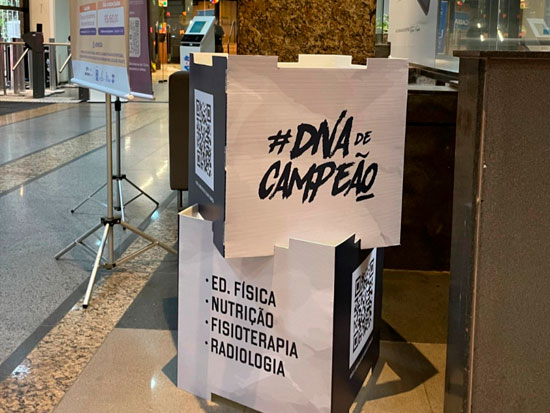 #DNA DE
CAMPEÃO
· ED. FÍSICA
· NUTRIÇÃO
· FISIOTERAPIA
· RADIOLOGIA